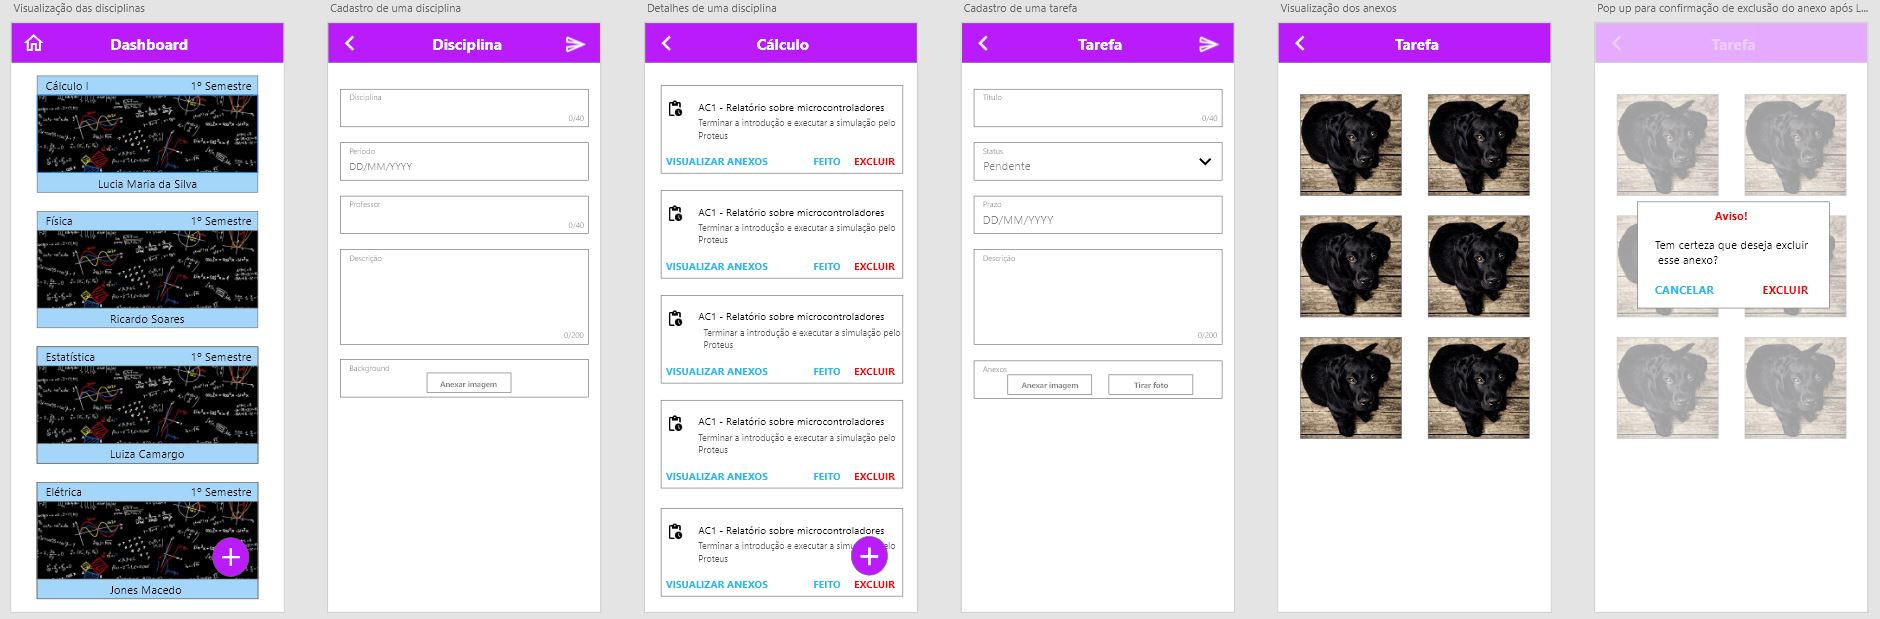 Visualização das disciplinas
Dashboard
Cálculo I 1º Semestre
Lucia Maria da Silva
Física 1º Semestre
Ricardo Soares
Estatística 1º Semestre
Luiza Camargo
Elétrica 1º Semestre
Jones Macedo
Cadastro de uma disciplina
Disciplina
Disciplina
0/40
Período
DD/MM/YYYY
Professor
0/40
Descrição
0/200
Background
Anexar imagem
Detalhes de uma disciplina
Cálculo
AC1 - Relatório sobre microcontroladores
Terminar a introdução e executar a simulação pelo
Proteus
VISUALIZAR ANEXOS FEITO EXCLUIR
AC1 - Relatório sobre microcontroladores
Terminar a introdução e executar a simulação pelo
Proteus
VISUALIZAR ANEXOS FEITO EXCLUIR
AC1 - Relatório sobre microcontroladores
Terminar a introdução e executar a simulação pelo
Proteus
VISUALIZAR ANEXOS FEITO EXCLUIR
AC1 - Relatório sobre microcontroladores
Terminar a introdução e executar a simulação pelo
Proteus
VISUALIZAR ANEXOS FEITO EXCLUIR
AC1 - Relatório sobre microcontroladores
Terminar a introdução e executar a simulação pelo
Proteus
VISUALIZAR ANEXOS FEITO EXCLUIR
Cadastro de uma tarefa
Tarefa
Título
0/40
Status
Pendente
Prazo
DD/MM/YYYY
Descrição
0/200
Anexos
Anexar imagem Tirar foto
Visualização dos anexos
Tarefa
Pop up para confirmação de exclusão do anexo após L...
Tarefa
Aviso!
Tem certeza que deseja excluir
esse anexo?
CANCELAR EXCLUIR